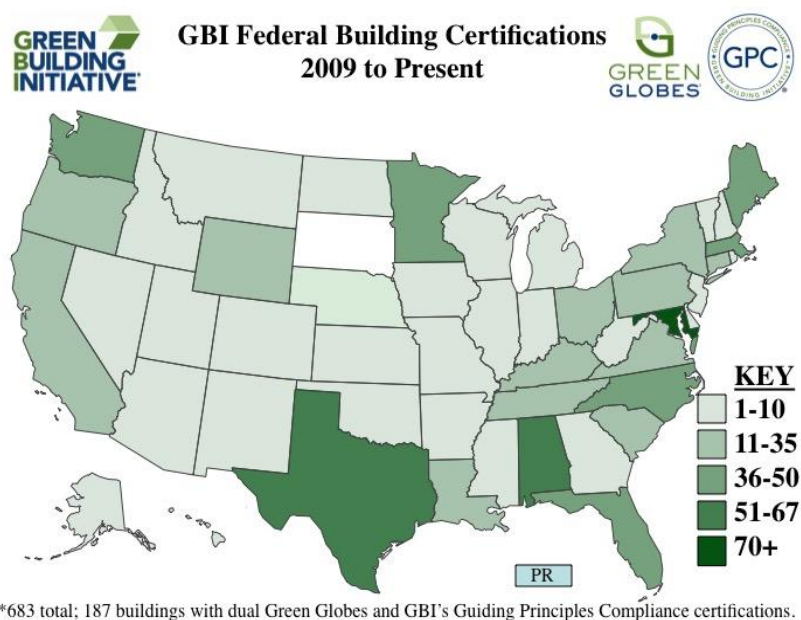 GREEN
BUILDING
INITIATIVE
GBI Federal Building Certifications
2009 to Present
GREEN
GLOBES
GUIDING PRINCIPLES COMPLIANCE
GPC
GREEN BUILDING INITIATIVE
KEY
1-10
11-35
36-50
51-67
70+
PR
*683 total; 187 buildings with dual Green Globes and GBI's Guiding Principles Compliance certifications.